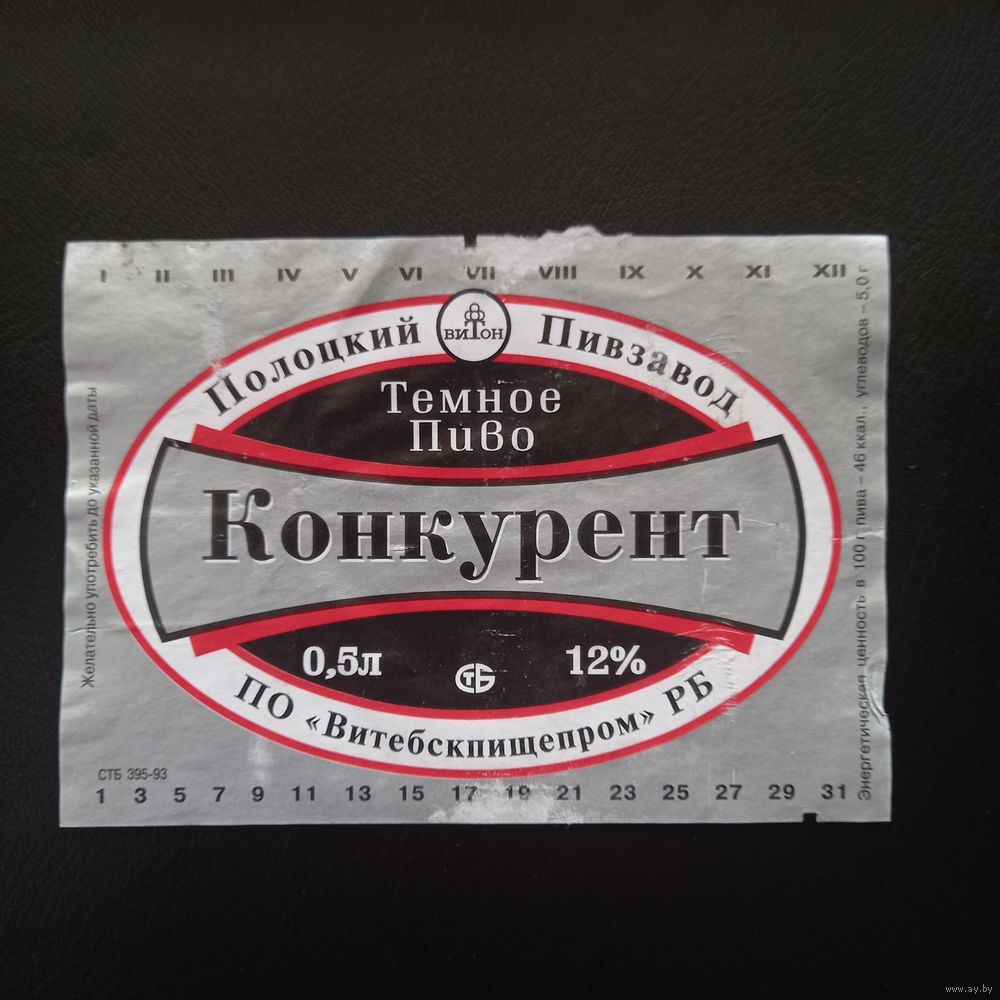 I II III IV V VI VII VIII IX X XI XII
Полоцкий Пивзавод
ВИТОН
Темное
Пиво
Конкурент
0,5л СТБ 12%
ПО «Витебскпищепром» РБ
СТБ 395-93
1 3 5 7 9 11 13 15 17 19 21 23 25 27 29 31
Желательно употребить до указанной даты
Энергетическая ценность в 100 г пива – 46 ккал., углеводов – 5,0 г
www.ay.by